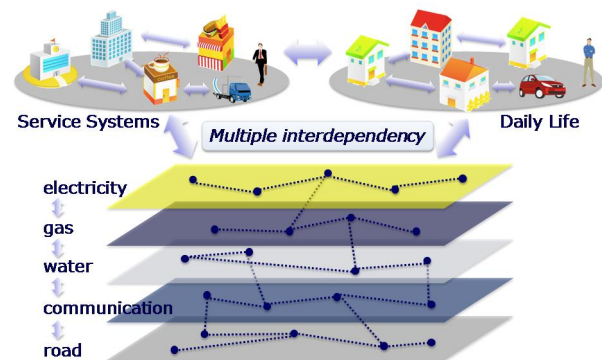 Service Systems
Daily Life
Multiple interdependency
electricity
gas
water
communication
road